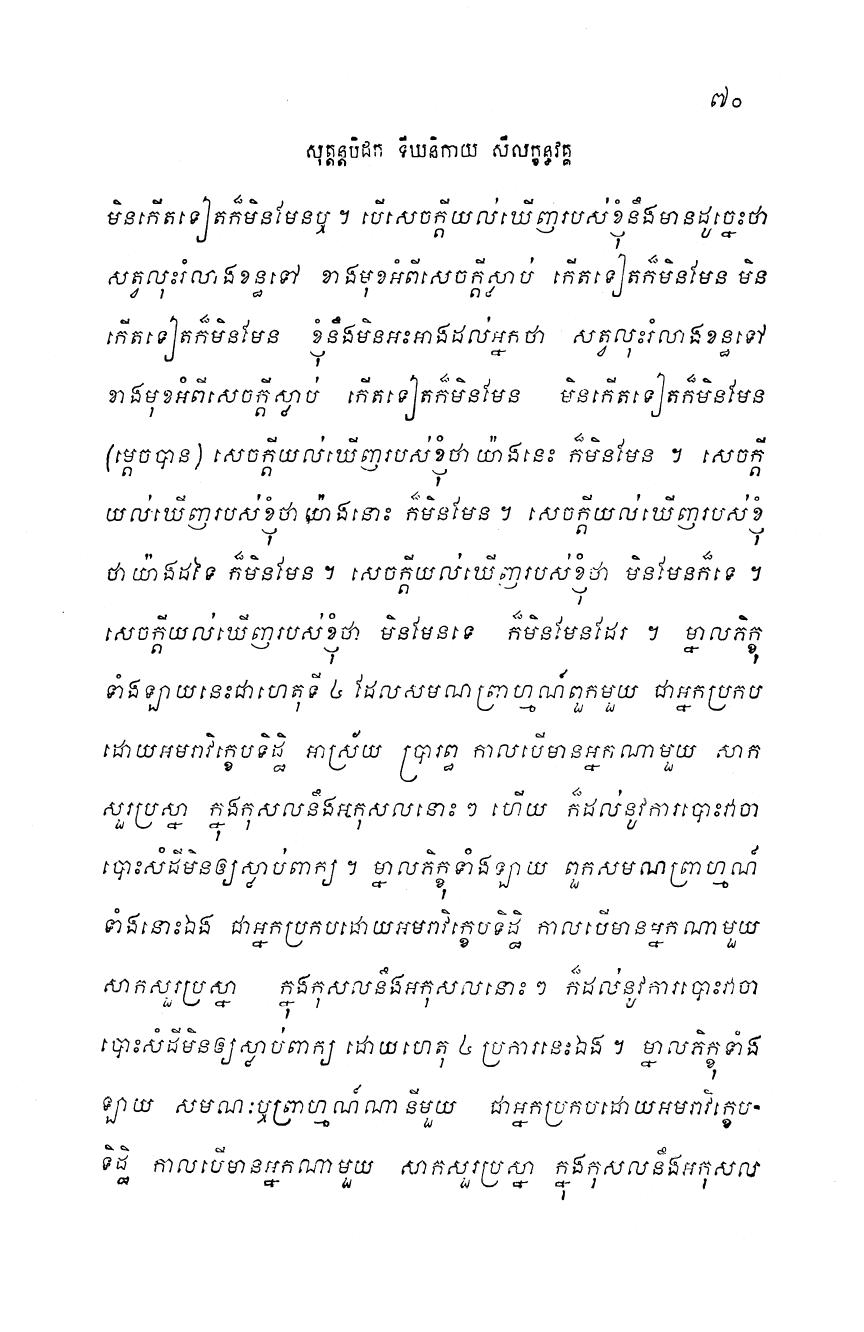 ៧០
សុត្តន្តបិដក ទីឃនិកាយ សីលក្ខន្ធវគ្គ
មិនកើតទៀតក៏មិនមែនឬ ។ បើសេចក្តីយល់ឃើញរបស់ខ្ញុំនឹងមានដូច្នេះថា
សត្វលុះរំលាងខន្ធទៅ ខាងមុខអំពីសេចក្តីស្លាប់ កើតទៀតក៏មិនមែន មិន
កើតទៀតក៏មិនមែន ខ្ញុំនឹងមិនអះអាងដល់អ្នកថា សត្វលុះរំលាងខន្ធទៅ
ខាងមុខអំពីសេចក្តីស្លាប់ កើតទៀតក៏មិនមែន មិនកើតទៀតក៏មិនមែន
(ម្តេចបាន) សេចក្តីយល់ឃើញរបស់ខ្ញុំថា យ៉ាងនេះ ក៏មិនមែន ។ សេចក្តី
យល់ឃើញរបស់ខ្ញុំថា យ៉ាងនោះ ក៏មិនមែន ។ សេចក្តីយល់ឃើញរបស់ខ្ញុំ
ថា យ៉ាងដទៃ ក៏មិនមែន ។ សេចក្តីយល់ឃើញរបស់ខ្ញុំថា មិនមែនក៏ទេ ។
សេចក្តីយល់ឃើញរបស់ខ្ញុំថា មិនមែនទេ ក៏មិនមែនដែរ ។ ម្នាលភិក្ខុ
ទាំងឡាយនេះជាហេតុទី ៤ ដែលសមណព្រាហ្មណ៍ពួកមួយ ជាអ្នកប្រកប
ដោយអមរាវិក្ខេបទិដ្ឋិ អាស្រ័យ ប្រារព្ធ កាលបើមានអ្នកណាមួយ សាក
សួរប្រស្នា ក្នុងកុសលនឹងអកុសលនោះ ៗ ហើយ ក៏ដល់នូវការបោះវាចា
បោះសំដីមិនឲ្យស្លាប់ពាក្យ ។ ម្នាលភិក្ខុទាំងឡាយ ពួកសមណព្រាហ្មណ៍
ទាំងនោះឯង ជាអ្នកប្រកបដោយអមរាវិក្ខេបទិដ្ឋិ កាលបើមានអ្នកណាមួយ
សាកសួរប្រស្នា ក្នុងកុសលនឹងអកុសលនោះ ៗ ក៏ដល់នូវការបោះវាចា
បោះសំដីមិនឲ្យស្លាប់ពាក្យ ដោយហេតុ ៤ ប្រការនេះឯង ។ ម្នាលភិក្ខុទាំង
ឡាយ សមណៈឬព្រាហ្មណ៍ណានីមួយ ជាអ្នកប្រកបដោយអមរាវិក្ខេប-
ទិដ្ឋិ កាលបើមានអ្នកណាមួយ សាកសួរប្រស្នា ក្នុងកុសលនឹងអកុសល